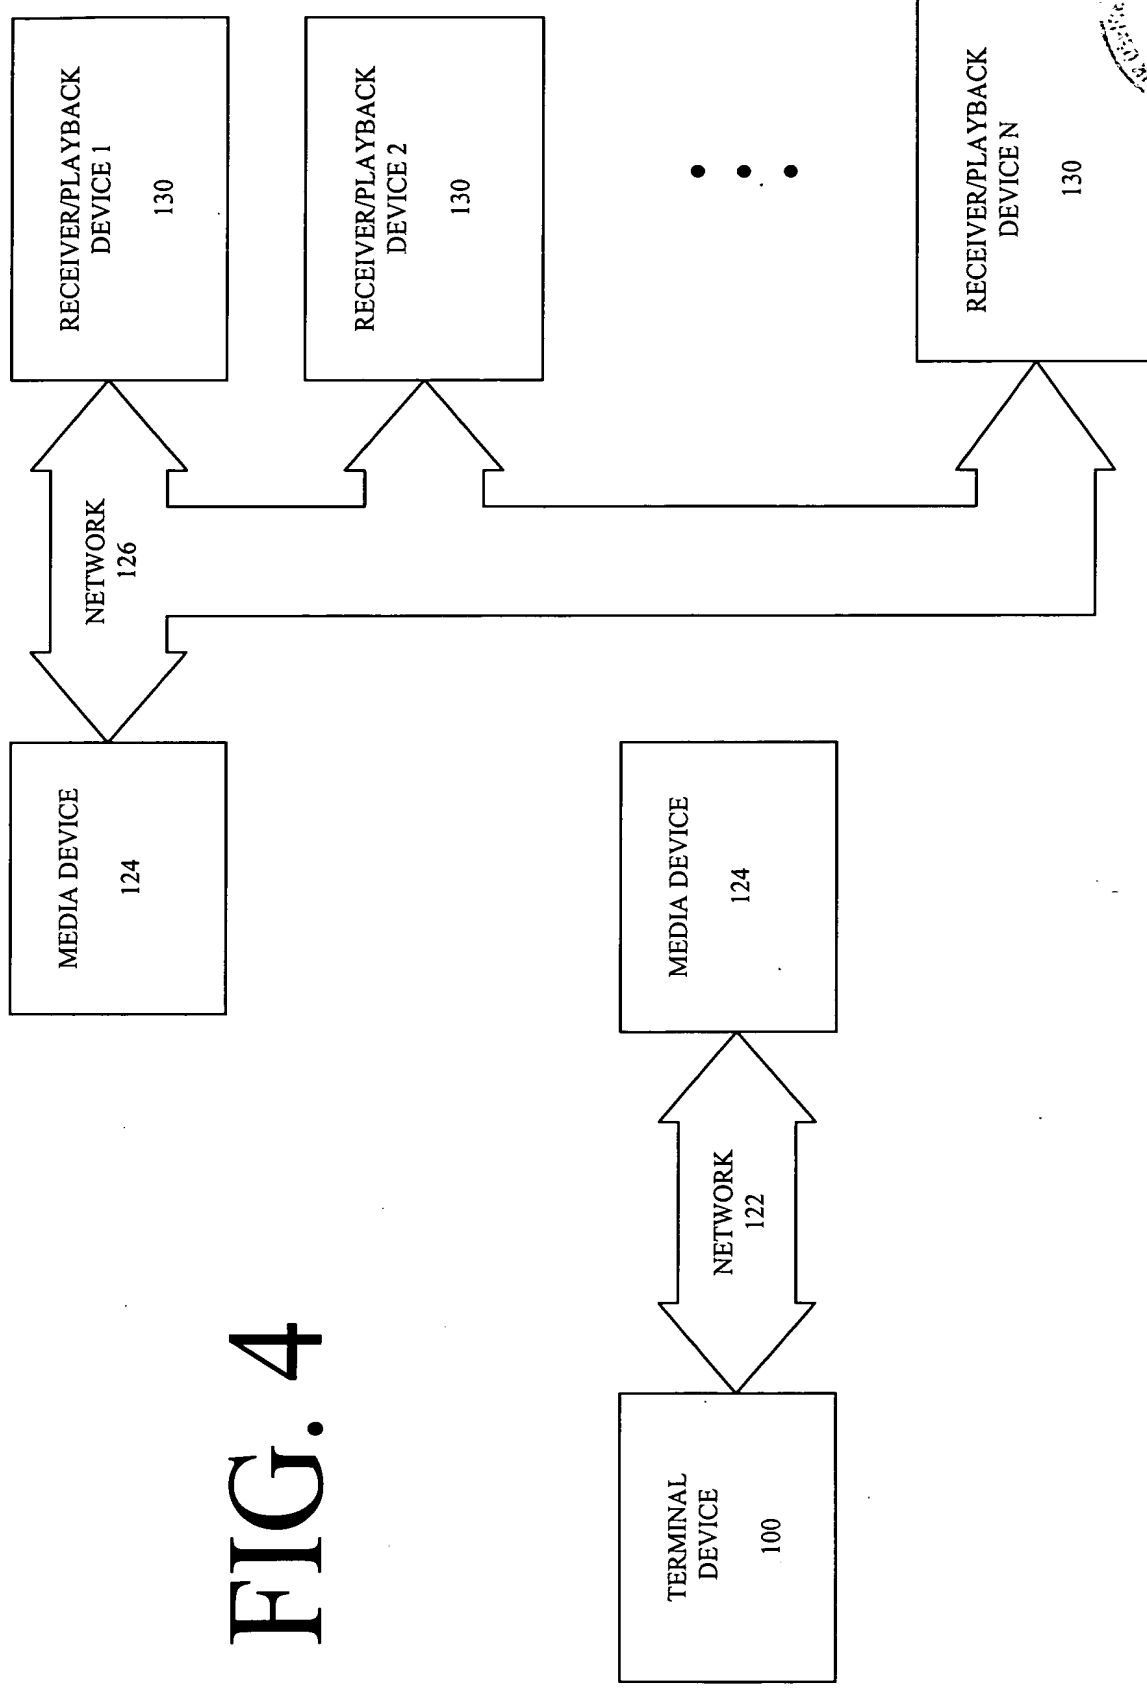 FIG. 4
MEDIA DEVICE
124
NETWORK
126
RECEIVER/PLAYBACK
DEVICE 1
130
RECEIVER/PLAYBACK
DEVICE 2
130
TERMINAL
DEVICE
100
NETWORK
122
MEDIA DEVICE
124
RECEIVER/PLAYBACK
DEVICE N
130